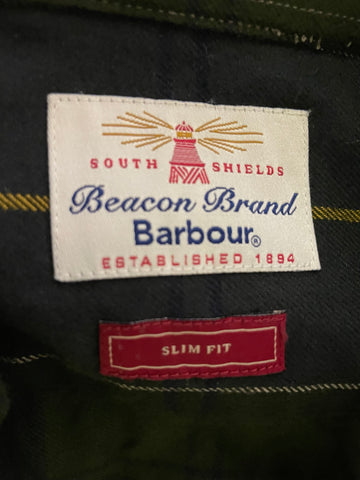 SOUTH SHIELDS
Beacon Brand
Barbour®
ESTABLISHED 1894
SLIM FIT